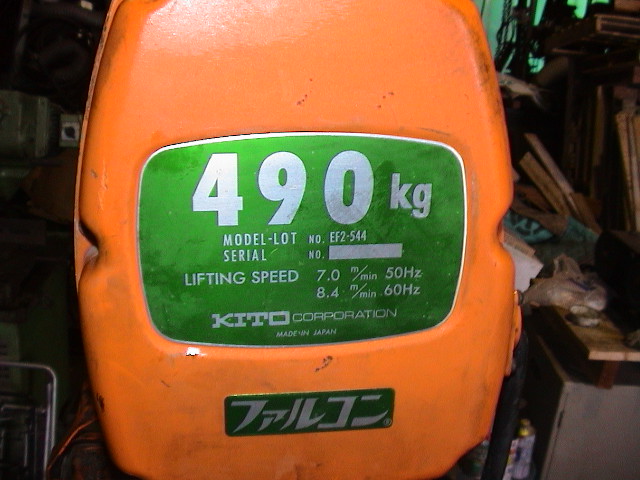 490 kg
MODEL-LOT NO. EF2-544
SERIAL NO.
LIFTING SPEED 7.0 m/min 50Hz
8.4 m/min 60Hz
KITO CORPORATION
MADE IN JAPAN
ファルコン®